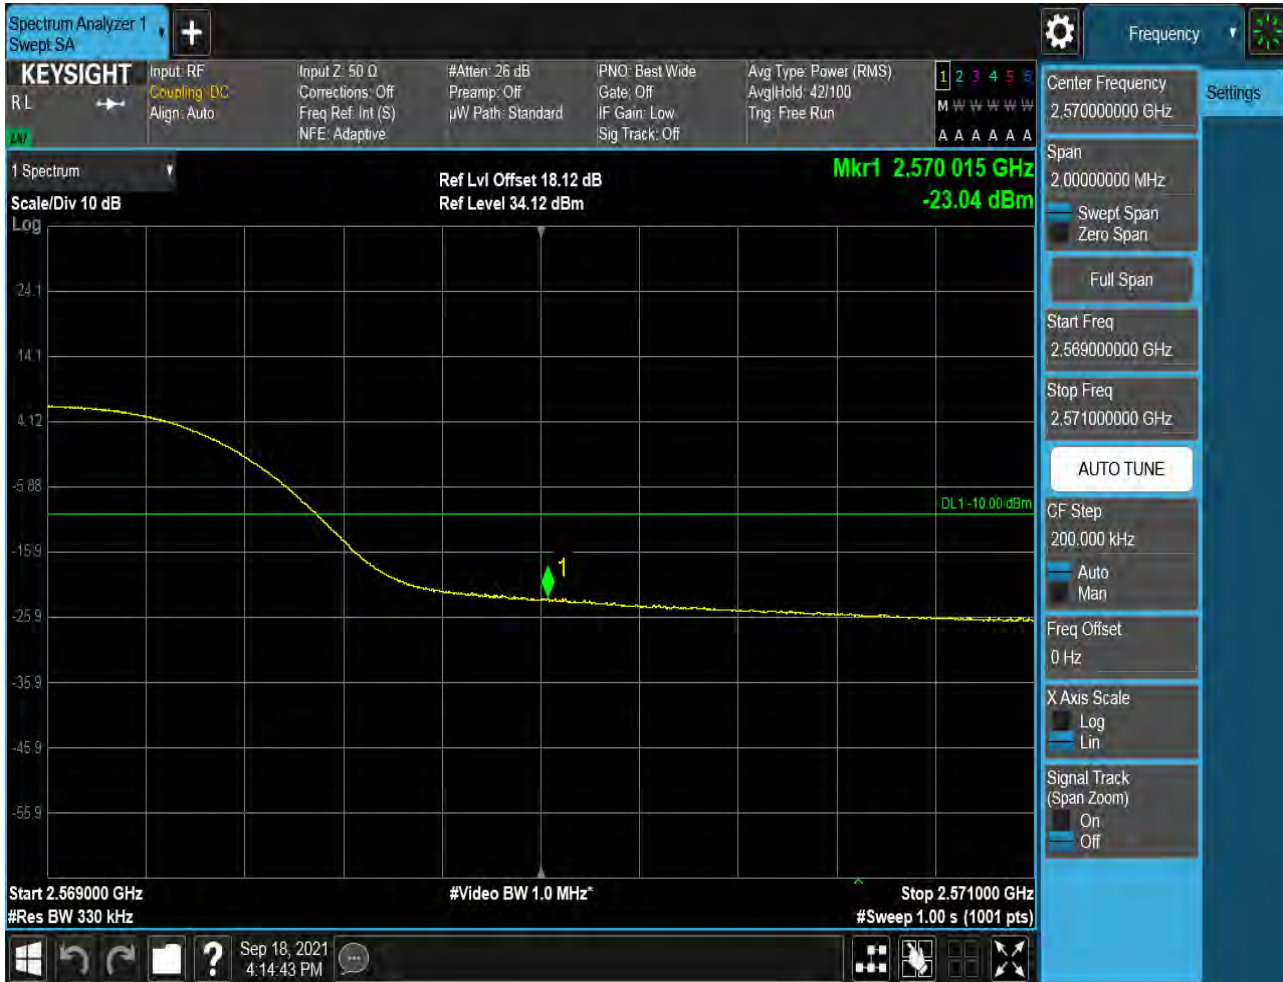 Spectrum Analyzer 1
Swept SA
Frequency
KEYSIGHT
R L
LNI
Input: RF
Coupling: DC
Align: Auto
Input Z: 50 Ω
Corrections: Off
Freq Ref: Int (S)
NFE: Adaptive
#Atten: 26 dB
Preamp: Off
µW Path: Standard
PNO: Best Wide
Gate: Off
IF Gain: Low
Sig Track: Off
Avg Type: Power (RMS)
Avg|Hold: 42/100
Trig: Free Run
1 2 3 4 5 6
M W W W W W
A A A A A A
1 Spectrum
Scale/Div 10 dB
Log
Ref Lvl Offset 18.12 dB
Ref Level 34.12 dBm
Mkr1 2.570 015 GHz
-23.04 dBm
24.1
14.1
4.12
-5.88
-15.9
-25.9
-35.9
-45.9
-55.9
DL1 -10.00 dBm
1
Start 2.569000 GHz
#Res BW 330 kHz
#Video BW 1.0 MHz*
Stop 2.571000 GHz
#Sweep 1.00 s (1001 pts)
Center Frequency
2.570000000 GHz
Settings
Span
2.00000000 MHz
Swept Span
Zero Span
Full Span
Start Freq
2.569000000 GHz
Stop Freq
2.571000000 GHz
AUTO TUNE
CF Step
200.000 kHz
Auto
Man
Freq Offset
0 Hz
X Axis Scale
Log
Lin
Signal Track
(Span Zoom)
On
Off
?
Sep 18, 2021
4:14:43 PM